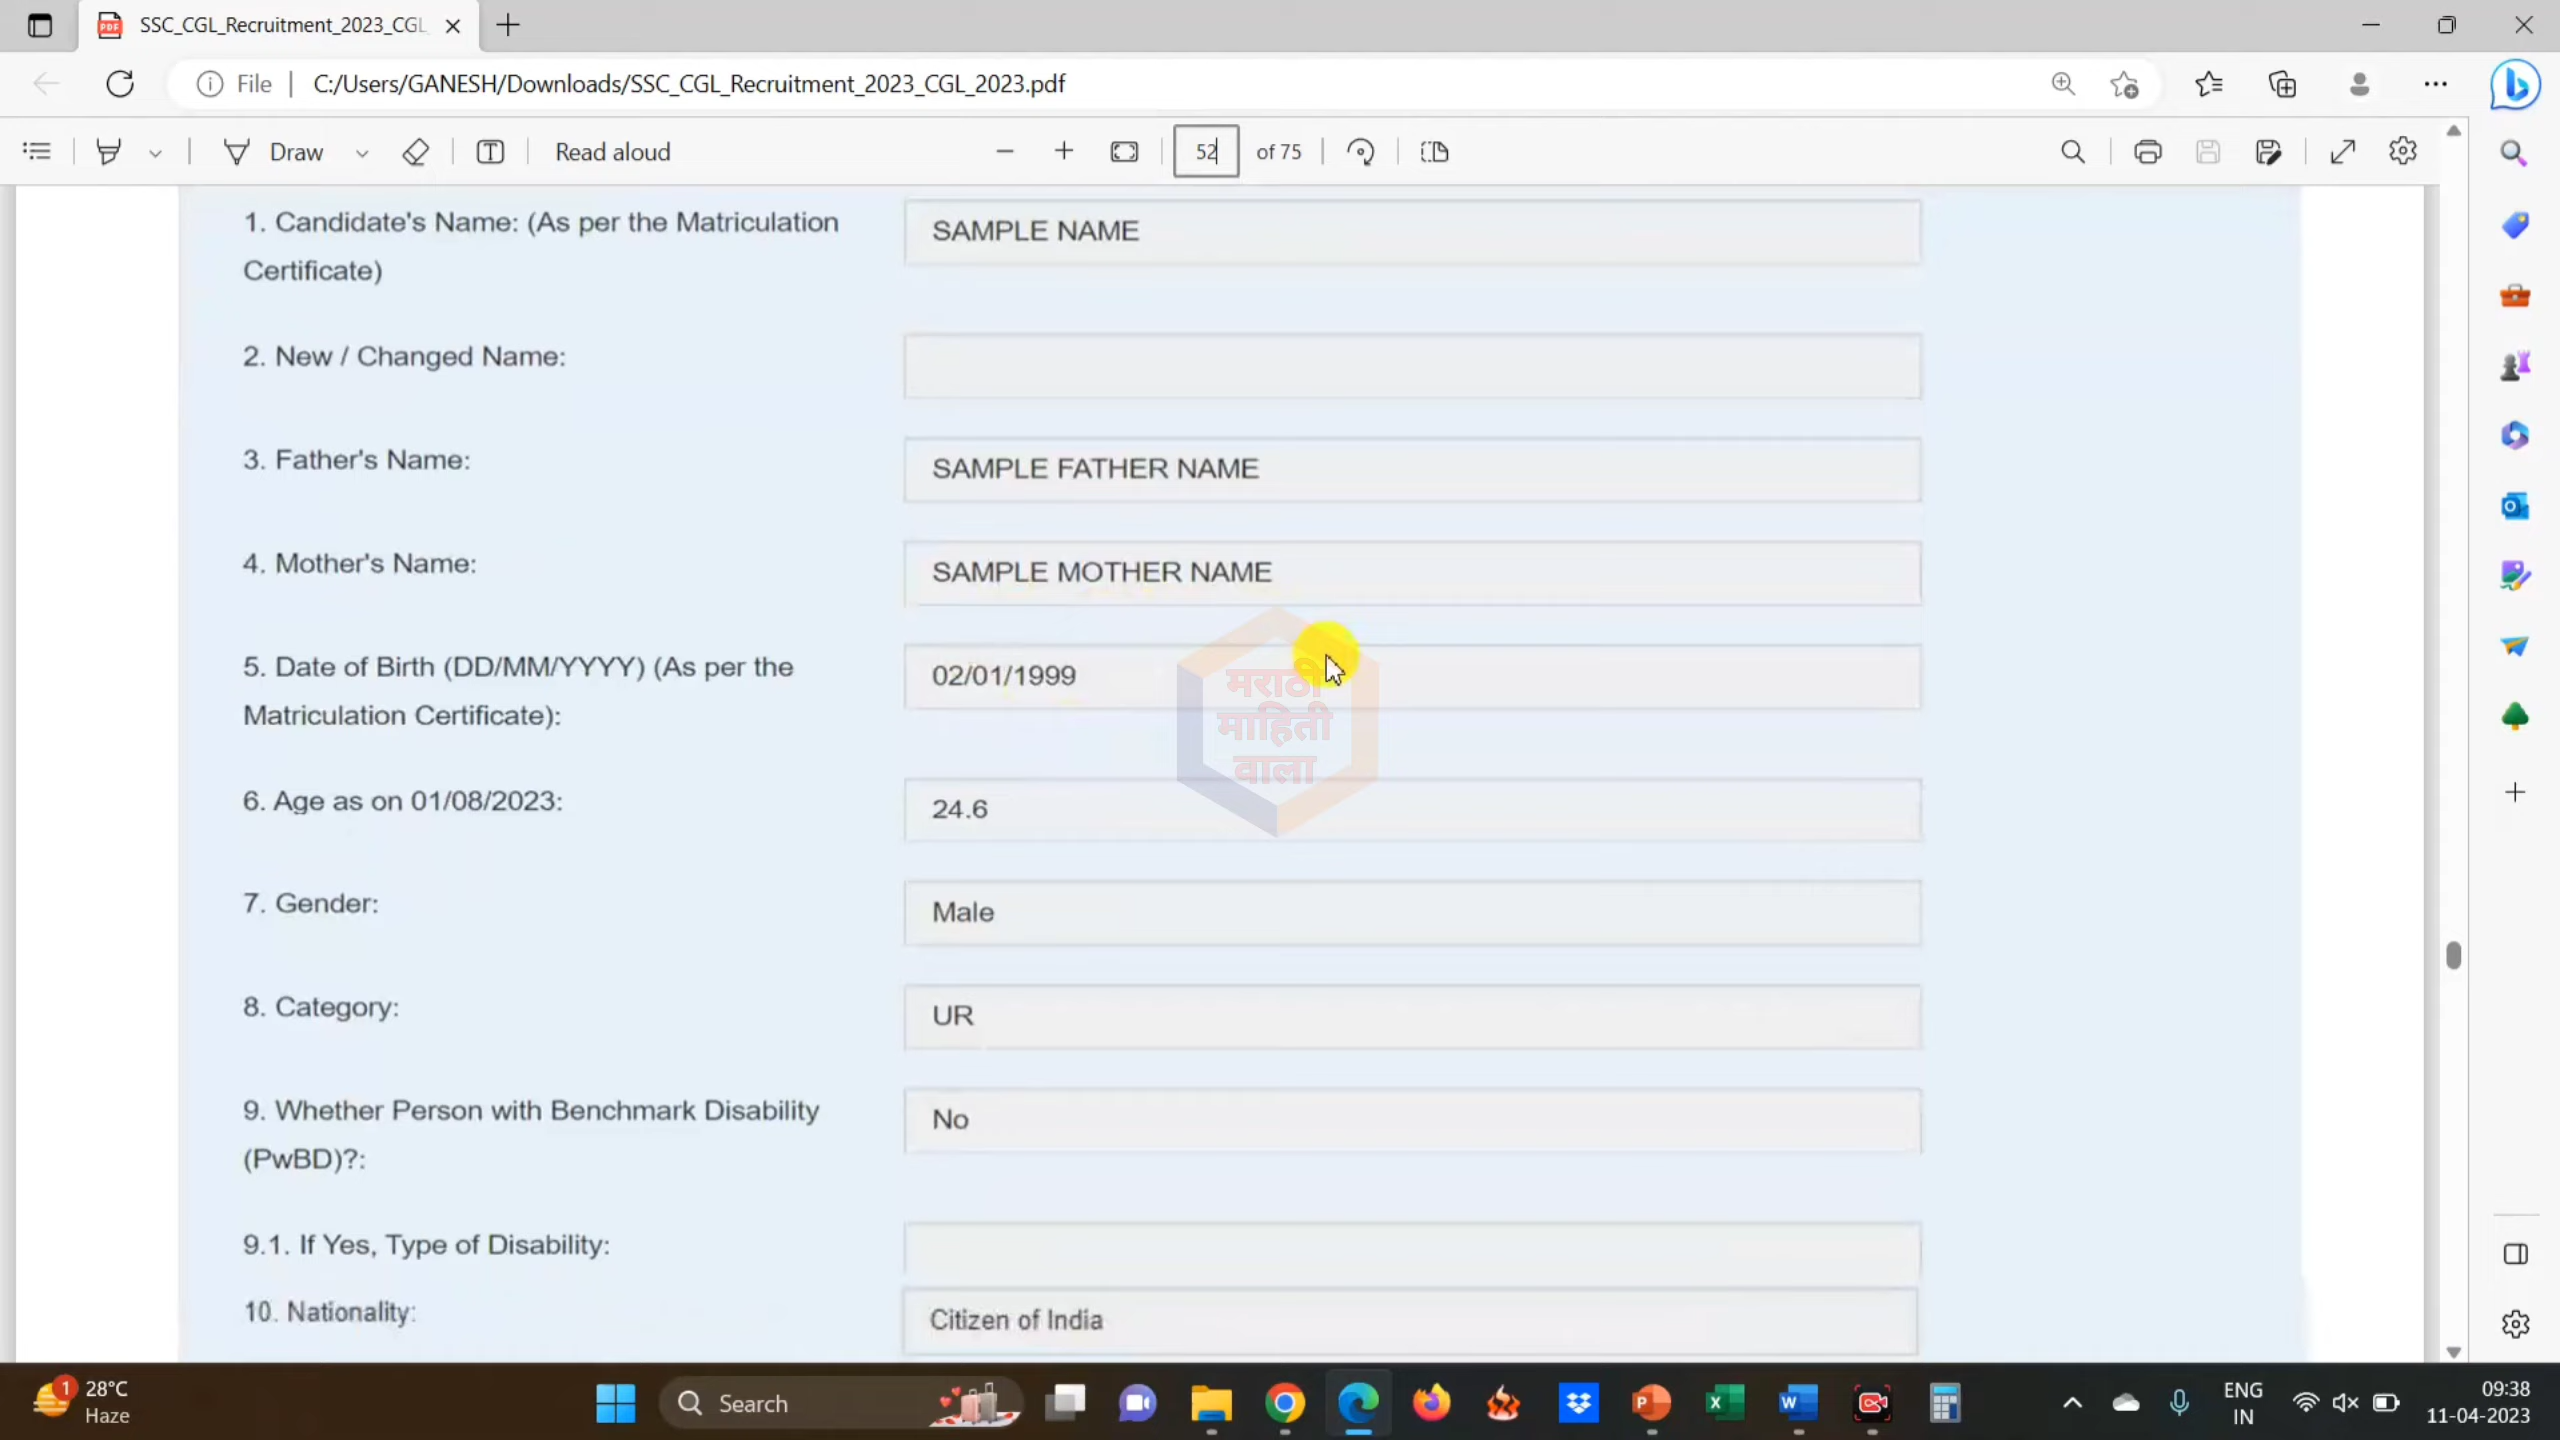 SSC_CGL_Recruitment_2023_CGL
File
C:/Users/GANESH/Downloads/SSC_CGL_Recruitment_2023_CGL_2023.pdf
Draw
Read aloud
52
of 75
1. Candidate's Name: (As per the Matriculation
Certificate)
SAMPLE NAME
2. New / Changed Name:
3. Father's Name:
SAMPLE FATHER NAME
4. Mother's Name:
SAMPLE MOTHER NAME
5. Date of Birth (DD/MM/YYYY) (As per the
Matriculation Certificate):
02/01/1999
मराठी
माहिती
वाला
6. Age as on 01/08/2023:
24.6
7. Gender:
Male
8. Category:
UR
9. Whether Person with Benchmark Disability
(PwBD)?:
No
9.1. If Yes, Type of Disability:
10. Nationality:
Citizen of India
1
28°C
Haze
Search
ENG
IN
09:38
11-04-2023